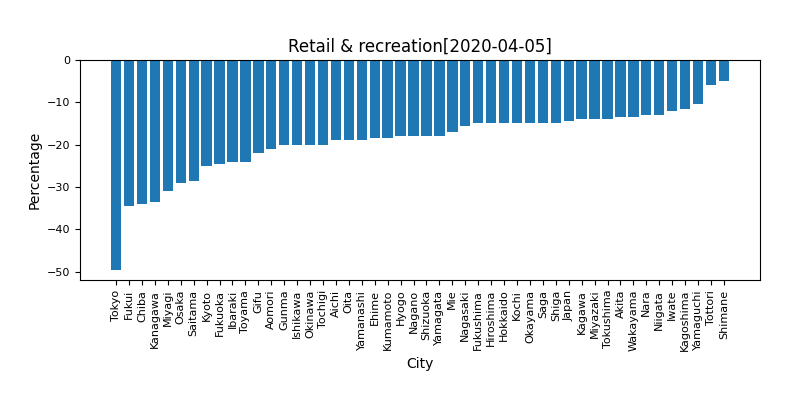 Retail & recreation[2020-04-05]
Percentage
0
−10
−20
−30
−40
−50
Tokyo
Fukui
Chiba
Kanagawa
Miyagi
Osaka
Saitama
Kyoto
Fukuoka
Ibaraki
Toyama
Gifu
Aomori
Gunma
Ishikawa
Okinawa
Tochigi
Aichi
Oita
Yamanashi
Ehime
Kumamoto
Hyogo
Nagano
Shizuoka
Yamagata
Mie
Nagasaki
Fukushima
Hiroshima
Hokkaido
Kochi
Okayama
Saga
Shiga
Japan
Kagawa
Miyazaki
Tokushima
Akita
Wakayama
Nara
Niigata
Iwate
Kagoshima
Yamaguchi
Tottori
Shimane
City